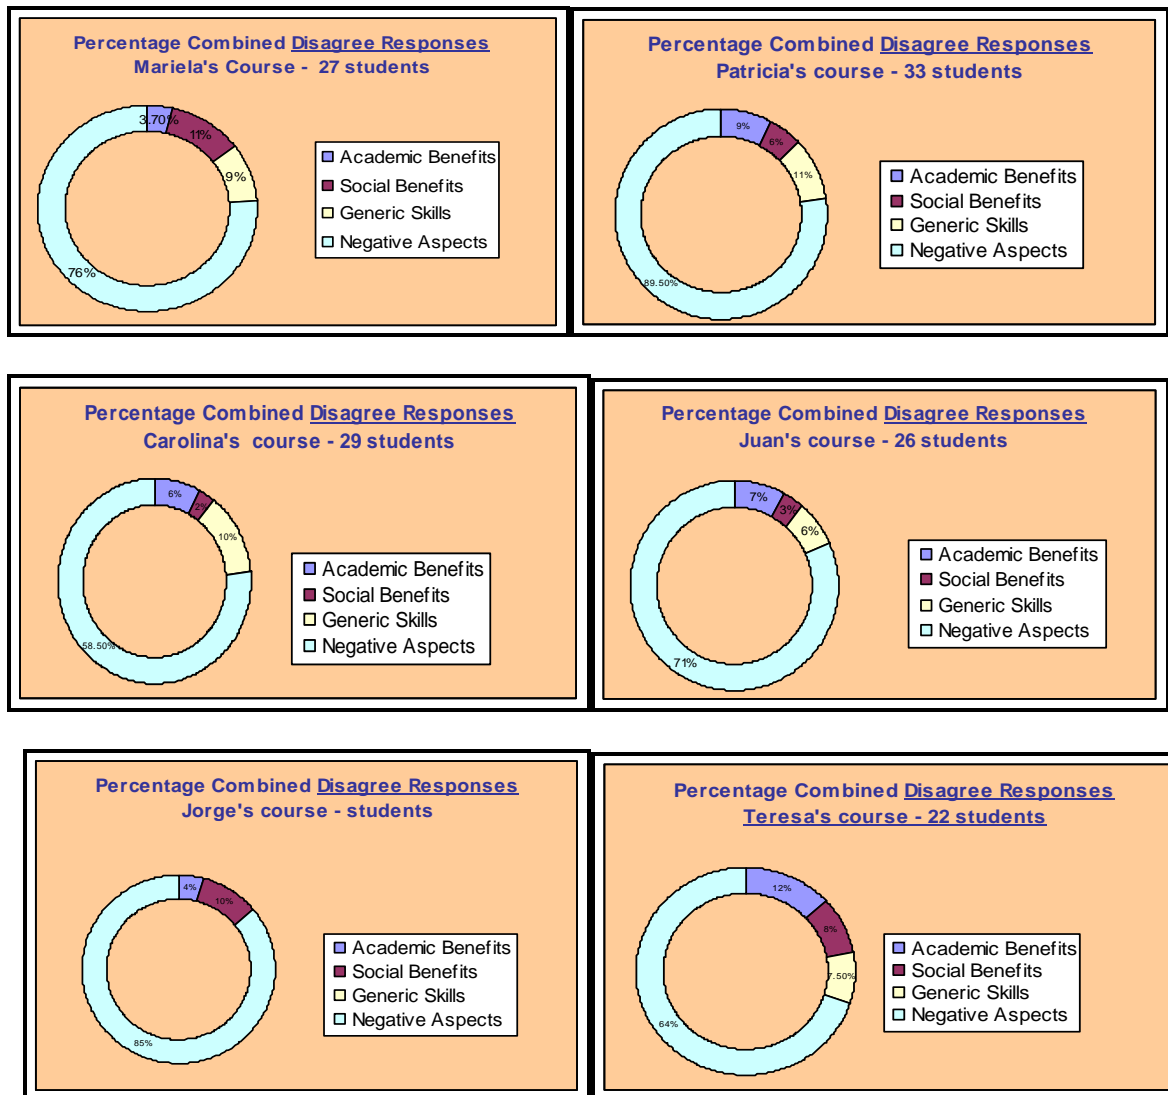 Percentage Combined Disagree Responses
Mariela's Course - 27 students
3.70%
11%
9%
76%
Academic Benefits
Social Benefits
Generic Skills
Negative Aspects
Percentage Combined Disagree Responses
Patricia's course - 33 students
9%
6%
11%
89.50%
Academic Benefits
Social Benefits
Generic Skills
Negative Aspects
Percentage Combined Disagree Responses
Carolina's course - 29 students
6%
2%
10%
58.50%
Academic Benefits
Social Benefits
Generic Skills
Negative Aspects
Percentage Combined Disagree Responses
Juan's course - 26 students
7%
3%
6%
71%
Academic Benefits
Social Benefits
Generic Skills
Negative Aspects
Percentage Combined Disagree Responses
Jorge's course - students
4%
10%
85%
Academic Benefits
Social Benefits
Generic Skills
Negative Aspects
Percentage Combined Disagree Responses
Teresa's course - 22 students
12%
8%
7.50%
64%
Academic Benefits
Social Benefits
Generic Skills
Negative Aspects